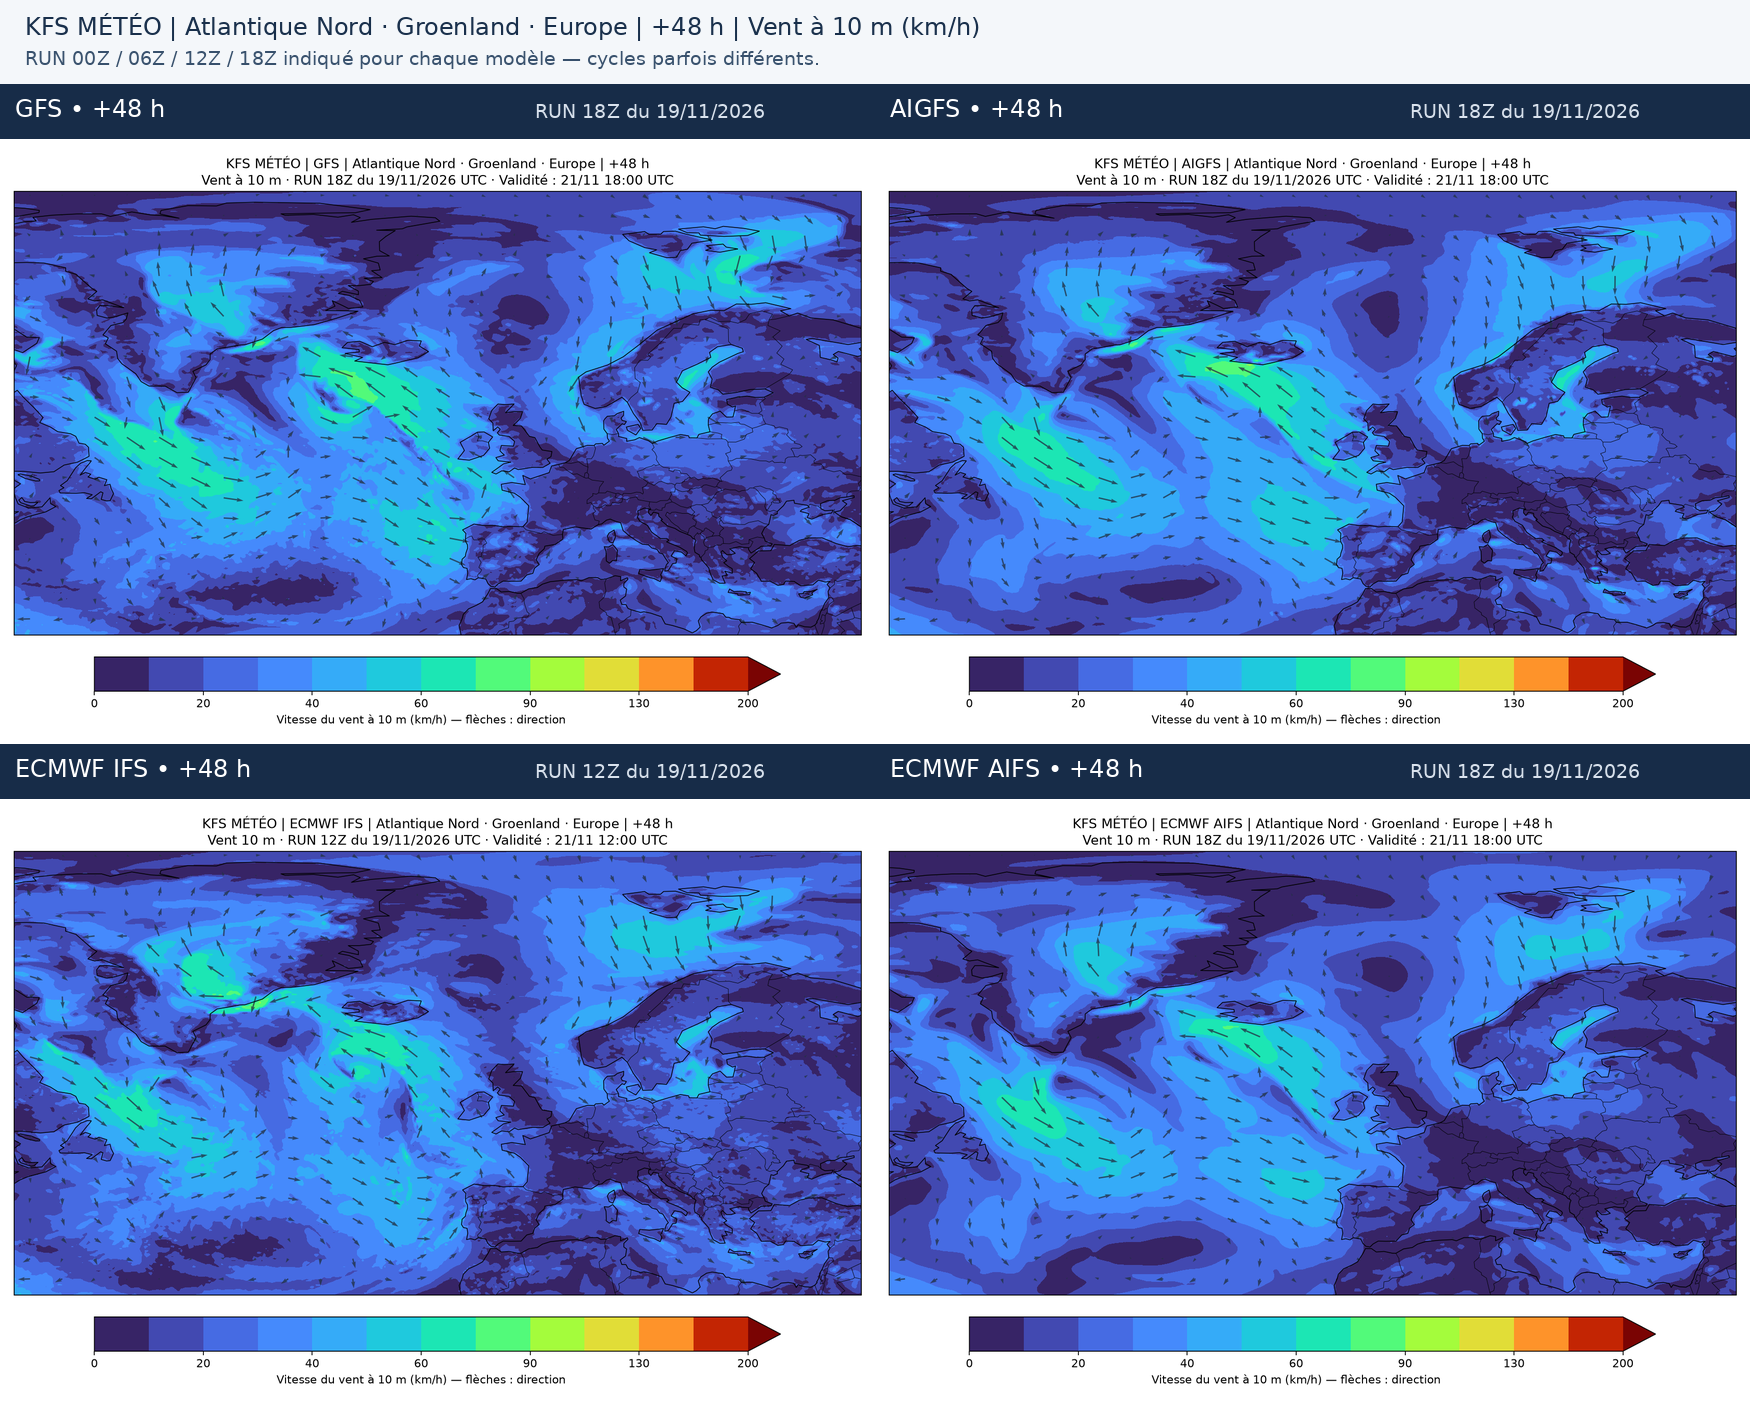 KFS MÉTÉO | Atlantique Nord · Groenland · Europe | +48 h | Vent à 10 m (km/h)
RUN 00Z / 06Z / 12Z / 18Z indiqué pour chaque modèle — cycles parfois différents.
GFS • +48 h
RUN 18Z du 19/11/2026
KFS MÉTÉO | GFS | Atlantique Nord · Groenland · Europe | +48 h
Vent à 10 m · RUN 18Z du 19/11/2026 UTC · Validité : 21/11 18:00 UTC
0 20 40 60 90 130 200
Vitesse du vent à 10 m (km/h) — flèches : direction
AIGFS • +48 h
RUN 18Z du 19/11/2026
KFS MÉTÉO | AIGFS | Atlantique Nord · Groenland · Europe | +48 h
Vent à 10 m · RUN 18Z du 19/11/2026 UTC · Validité : 21/11 18:00 UTC
0 20 40 60 90 130 200
Vitesse du vent à 10 m (km/h) — flèches : direction
ECMWF IFS • +48 h
RUN 12Z du 19/11/2026
KFS MÉTÉO | ECMWF IFS | Atlantique Nord · Groenland · Europe | +48 h
Vent 10 m · RUN 12Z du 19/11/2026 UTC · Validité : 21/11 12:00 UTC
0 20 40 60 90 130 200
Vitesse du vent à 10 m (km/h) — flèches : direction
ECMWF AIFS • +48 h
RUN 18Z du 19/11/2026
KFS MÉTÉO | ECMWF AIFS | Atlantique Nord · Groenland · Europe | +48 h
Vent 10 m · RUN 18Z du 19/11/2026 UTC · Validité : 21/11 18:00 UTC
0 20 40 60 90 130 200
Vitesse du vent à 10 m (km/h) — flèches : direction